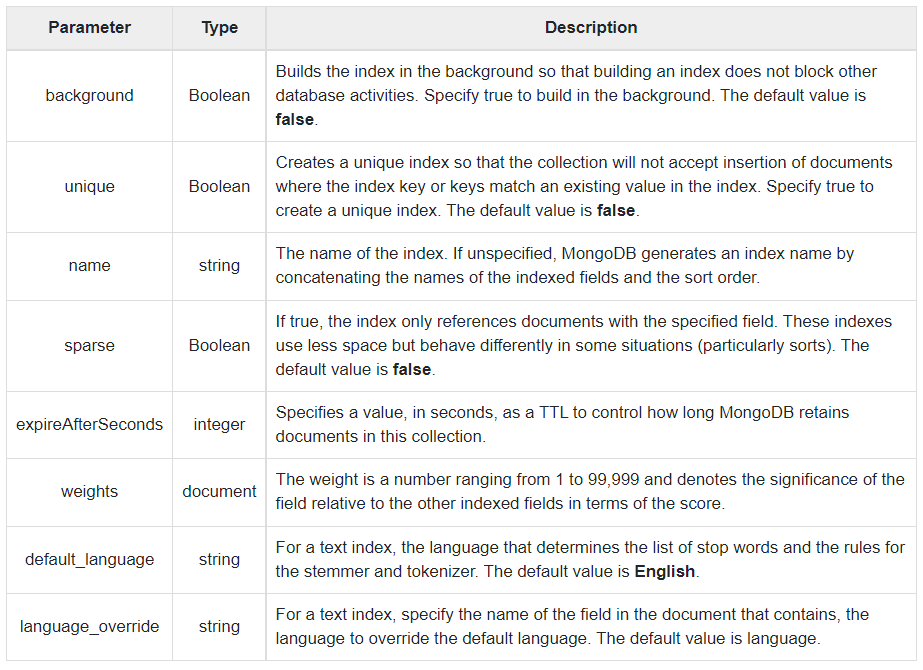 Parameter Type Description
Builds the index in the background so that building an index does not block other
background Boolean database activities. Specify true to build in the background. The default value is
false.
Creates a unique index so that the collection will not accept insertion of documents
unique Boolean where the index key or keys match an existing value in the index. Specify true to
create a unique index. The default value is false.
name string The name of the index. If unspecified, MongoDB generates an index name by
concatenating the names of the indexed fields and the sort order.
If true, the index only references documents with the specified field. These indexes
sparse Boolean use less space but behave differently in some situations (particularly sorts). The
default value is false.
expireAfterSeconds integer Specifies a value, in seconds, as a TTL to control how long MongoDB retains
documents in this collection.
weights document The weight is a number ranging from 1 to 99,999 and denotes the significance of the
field relative to the other indexed fields in terms of the score.
default_language string For a text index, the language that determines the list of stop words and the rules for
the stemmer and tokenizer. The default value is English.
language_override string For a text index, specify the name of the field in the document that contains, the
language to override the default language. The default value is language.